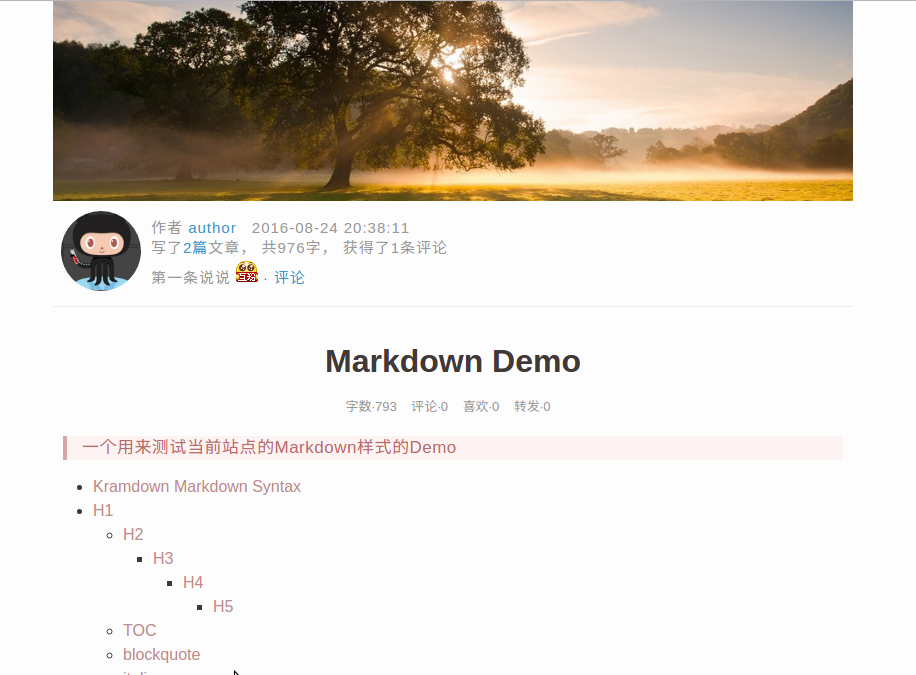 作者 author 2016-08-24 20:38:11
写了2篇文章， 共976字， 获得了1条评论
第一条说说 · 评论
Markdown Demo
字数·793 评论·0 喜欢·0 转发·0
一个用来测试当前站点的Markdown样式的Demo
Kramdown Markdown Syntax
H1
H2
H3
H4
H5
TOC
blockquote